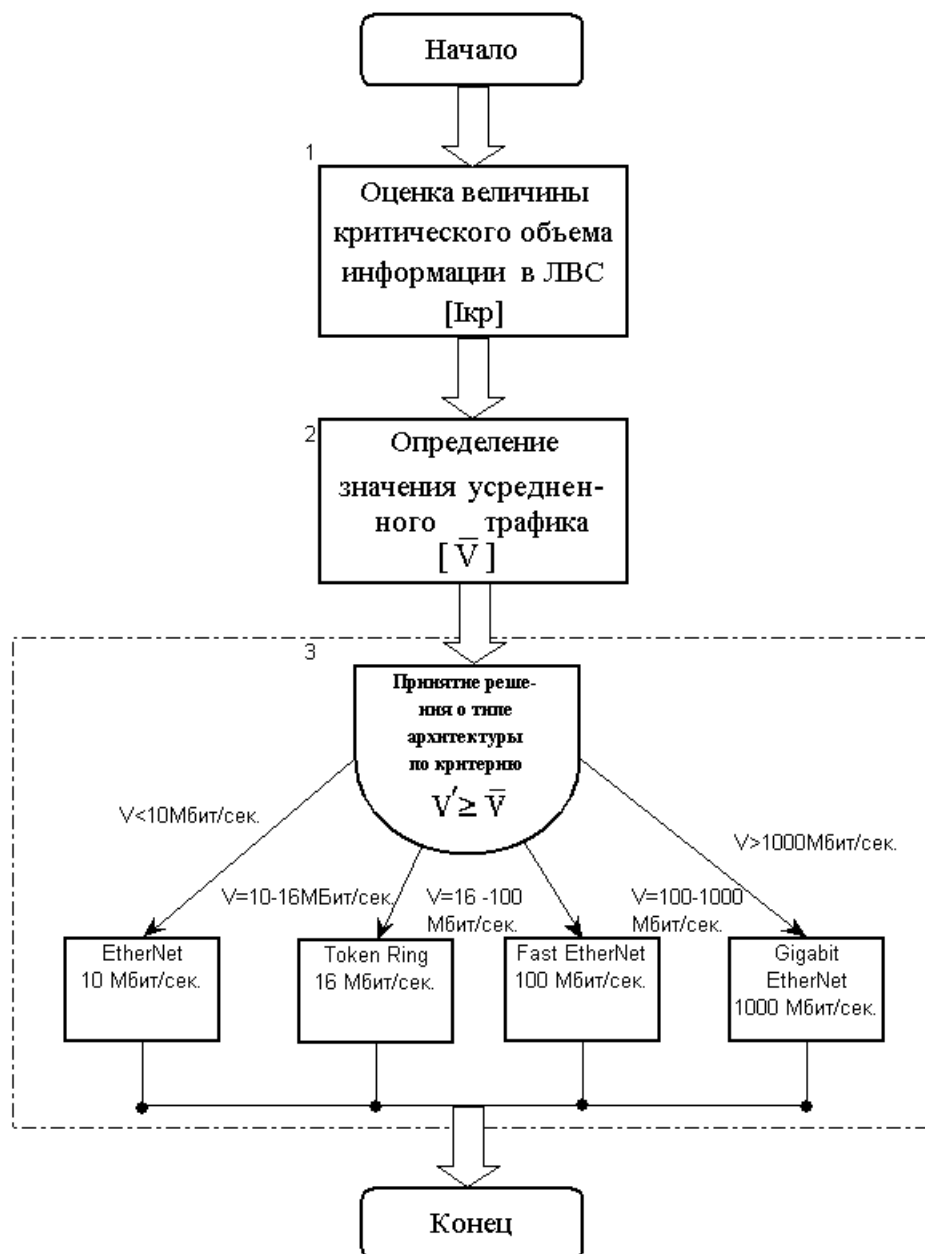 Начало
1
Оценка величины
критического объема
информации в ЛВС
[Iкр]
2
Определение
значения усреднен-
ного трафика
[ V̅ ]
3
Принятие реше-
ния о типе
архитектуры
по критерию
V′≥ V̅
V<10Мбит/сек.
V>1000Мбит/сек.
V=10-16МБит/сек.
V=16 -100
Мбит/сек.
V=100-1000
Мбит/сек.
EtherNet
10 Мбит/сек.
Token Ring
16 Мбит/сек.
Fast EtherNet
100 Мбит/сек.
Gigabit
EtherNet
1000 Мбит/сек.
Конец